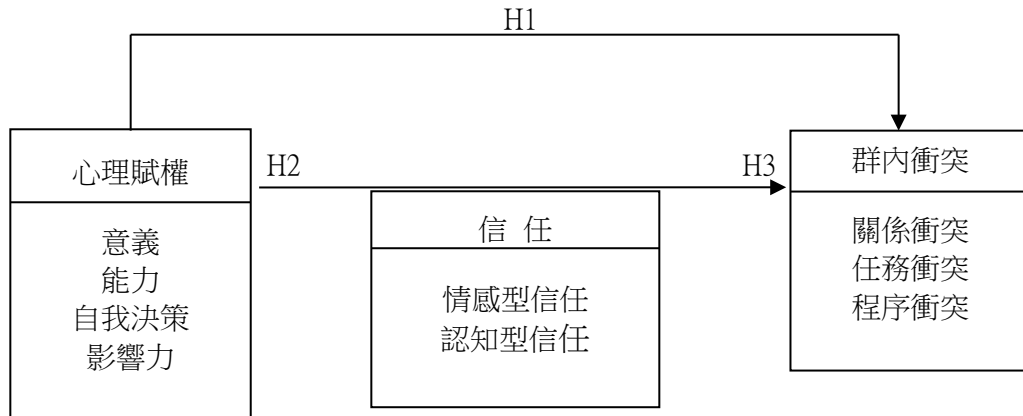 H1
心理賦權
意義
能力
自我決策
影響力
H2
信 任
情感型信任
認知型信任
H3
群內衝突
關係衝突
任務衝突
程序衝突